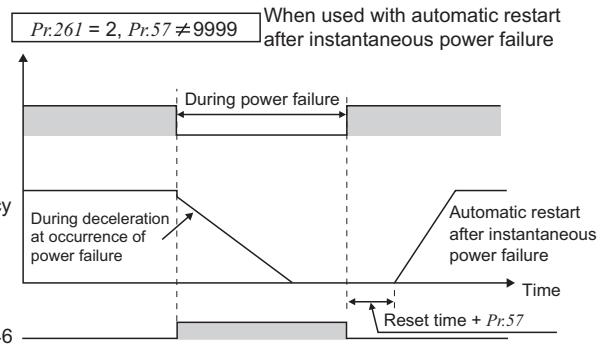 Pr.261 = 2, Pr.57 ≠ 9999
When used with automatic restart
after instantaneous power failure
During power failure
During deceleration
at occurrence of
power failure
Automatic restart
after instantaneous
power failure
Time
Reset time + Pr.57